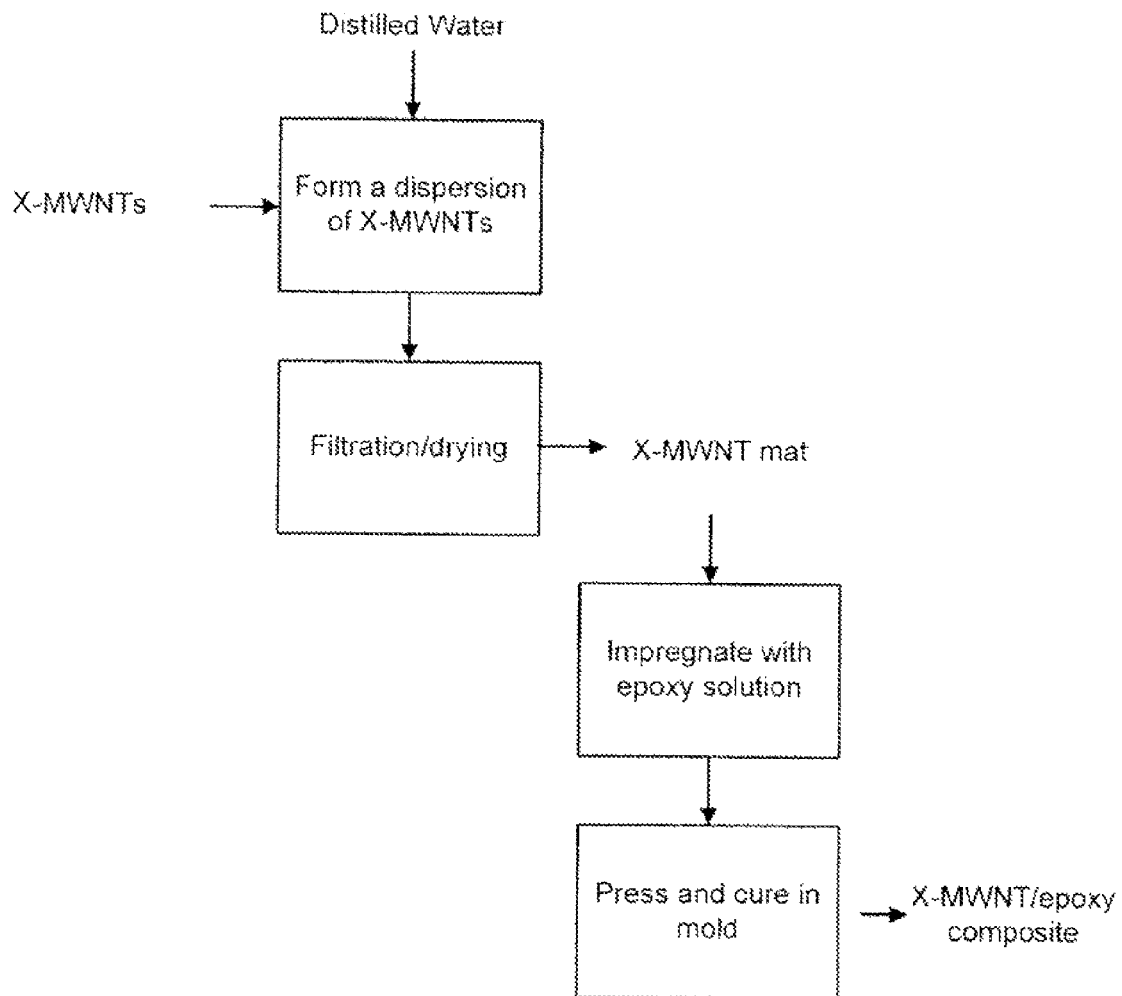 Distilled Water
X-MWNTs
Form a dispersion
of X-MWNTs
Filtration/drying
X-MWNT mat
Impregnate with
epoxy solution
Press and cure in
mold
X-MWNT/epoxy
composite